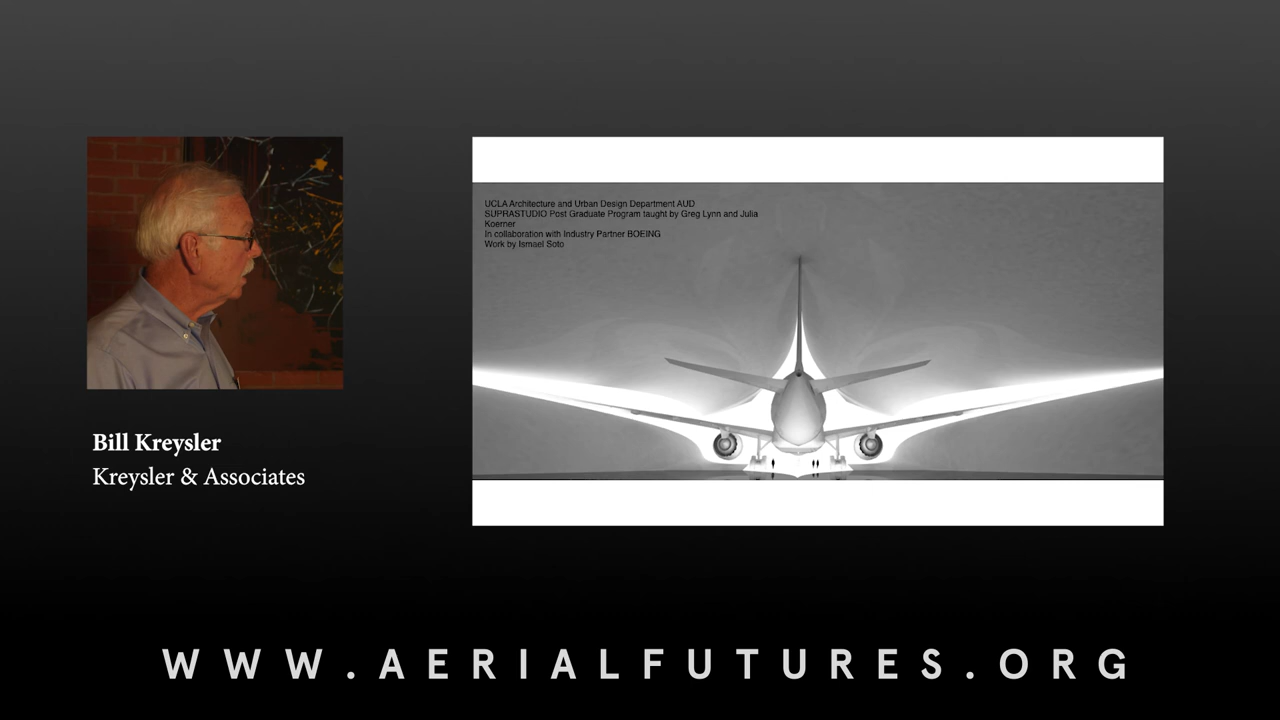 UCLA Architecture and Urban Design Department AUD
SUPRASTUDIO Post Graduate Program taught by Greg Lynn and Julia
Koerner
In collaboration with Industry Partner BOEING
Work by Ismael Soto
Bill Kreysler
Kreysler & Associates
WWW.AERIALFUTURES.ORG